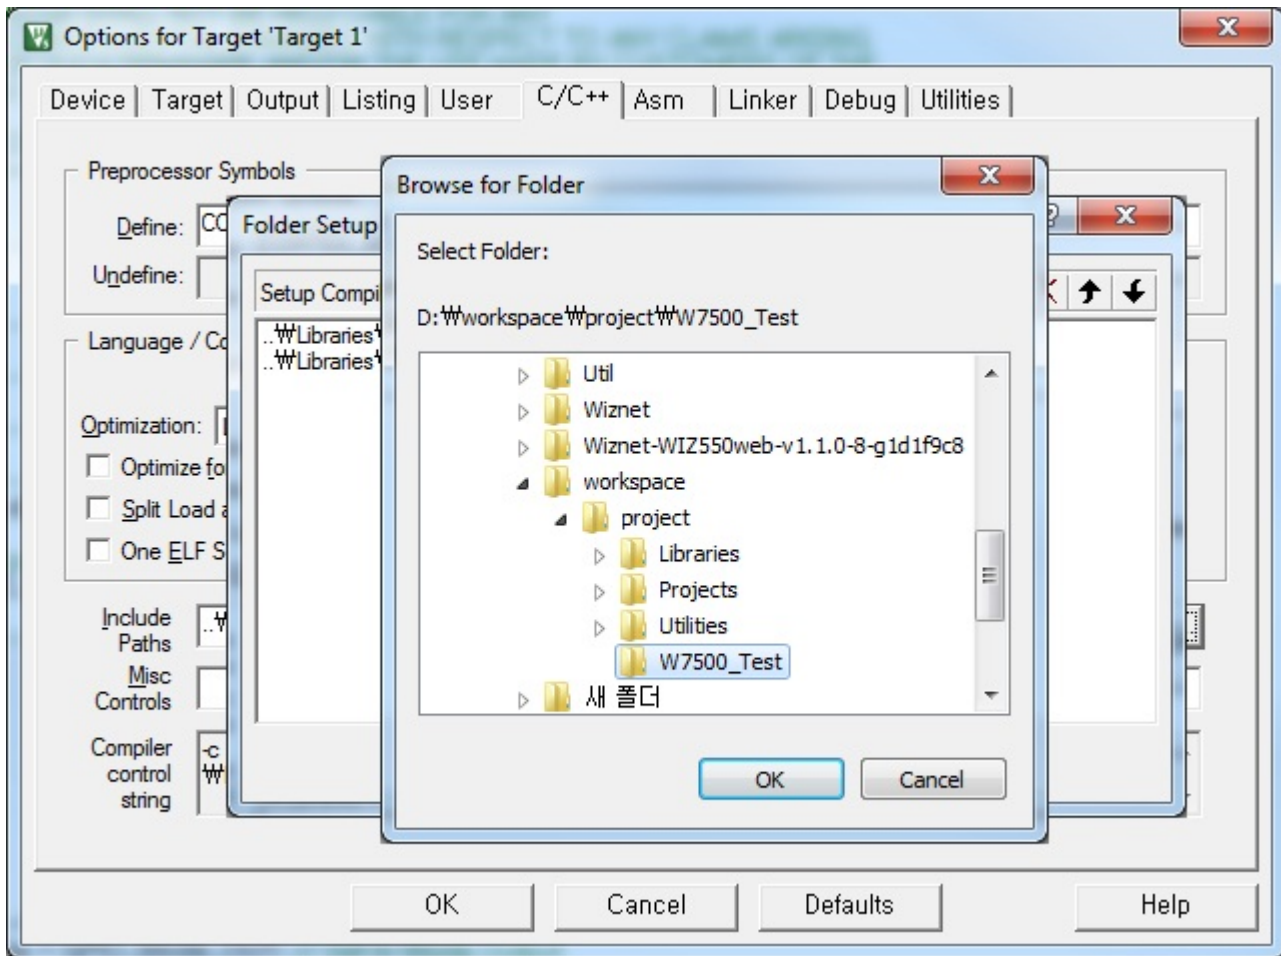 Options for Target 'Target 1'
Device Target Output Listing User C/C++ Asm Linker Debug Utilities
Preprocessor Symbols
Define:
Undefine:
Language /
Optimization:
Optimize
Split Load
One ELF
Include
Paths
Misc
Controls
Compiler
control
string
-c
₩
Folder Setup
Setup
..₩Libraries
..₩Libraries
Browse for Folder
Select Folder:
D:₩workspace₩project₩W7500_Test
Util
Wiznet
Wiznet-WIZ550web-v1.1.0-8-g1d1f9c8
workspace
project
Libraries
Projects
Utilities
W7500_Test
새 폴더
OK Cancel
OK Cancel Defaults Help